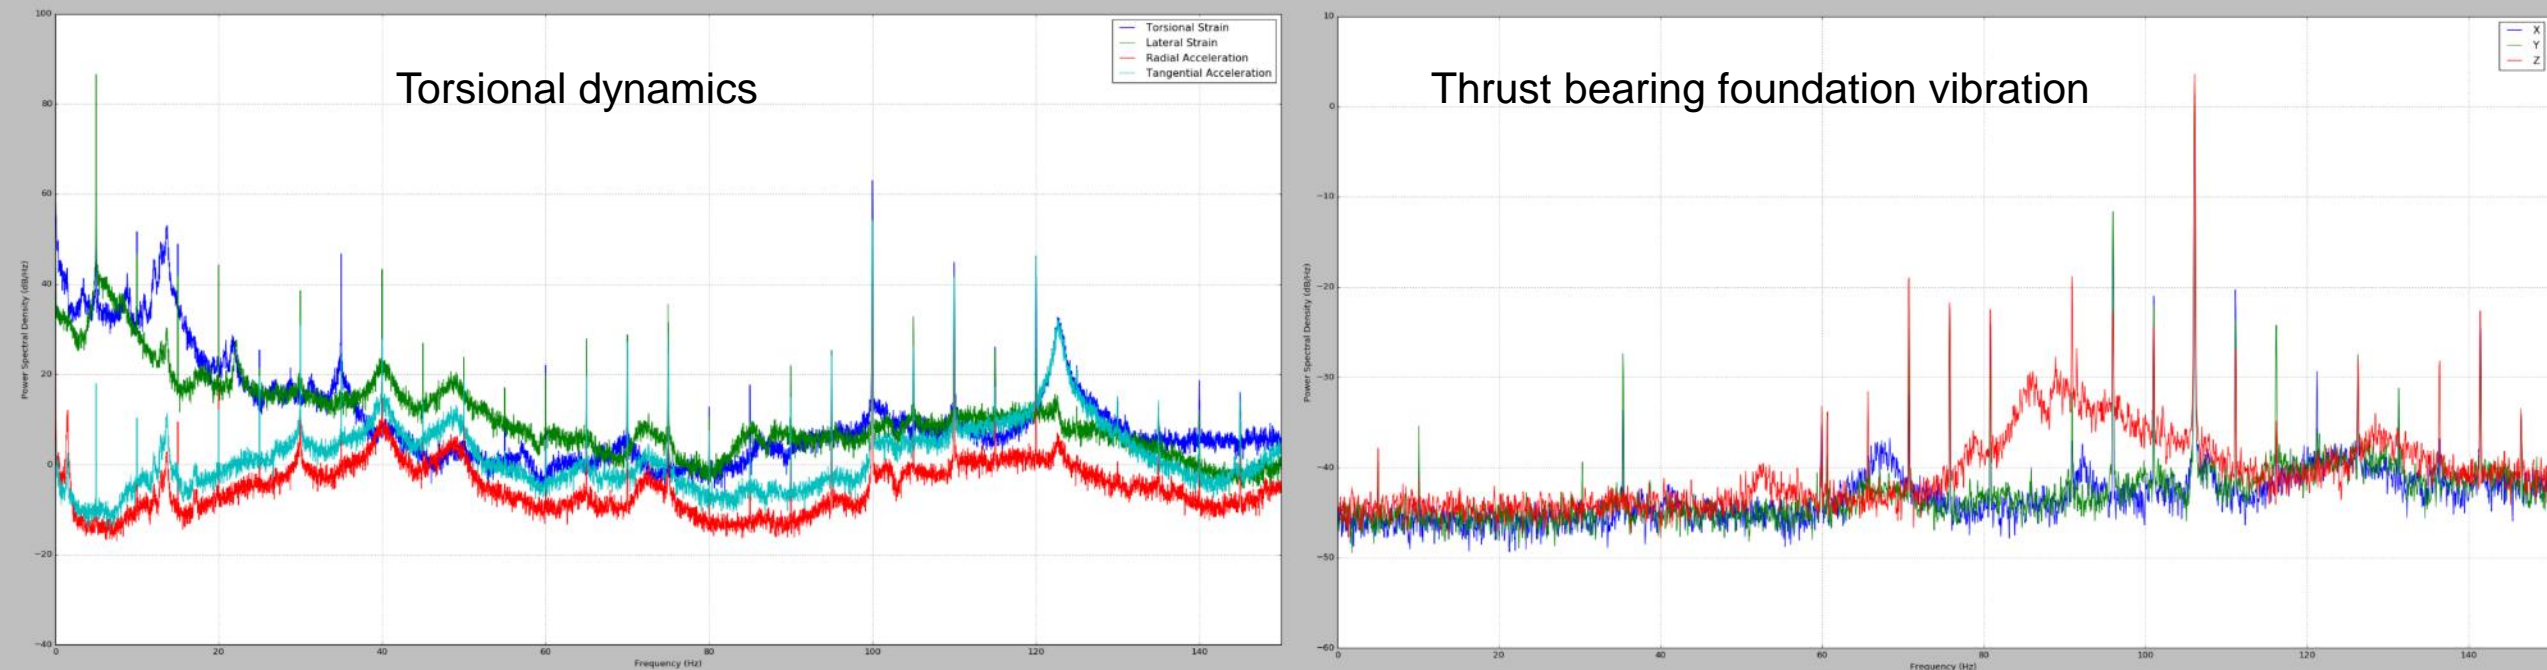 Torsional dynamics
Torsional Strain
Lateral Strain
Radial Acceleration
Tangential Acceleration
Power Spectral Density (dB/Hz)
100
80
60
40
20
0
−20
−40
0
20
40
60
80
100
120
140
Frequency (Hz)
Thrust bearing foundation vibration
X
Y
Z
Power Spectral Density (dB/Hz)
10
0
−10
−20
−30
−40
−50
−60
0
20
40
60
80
100
120
140
Frequency (Hz)